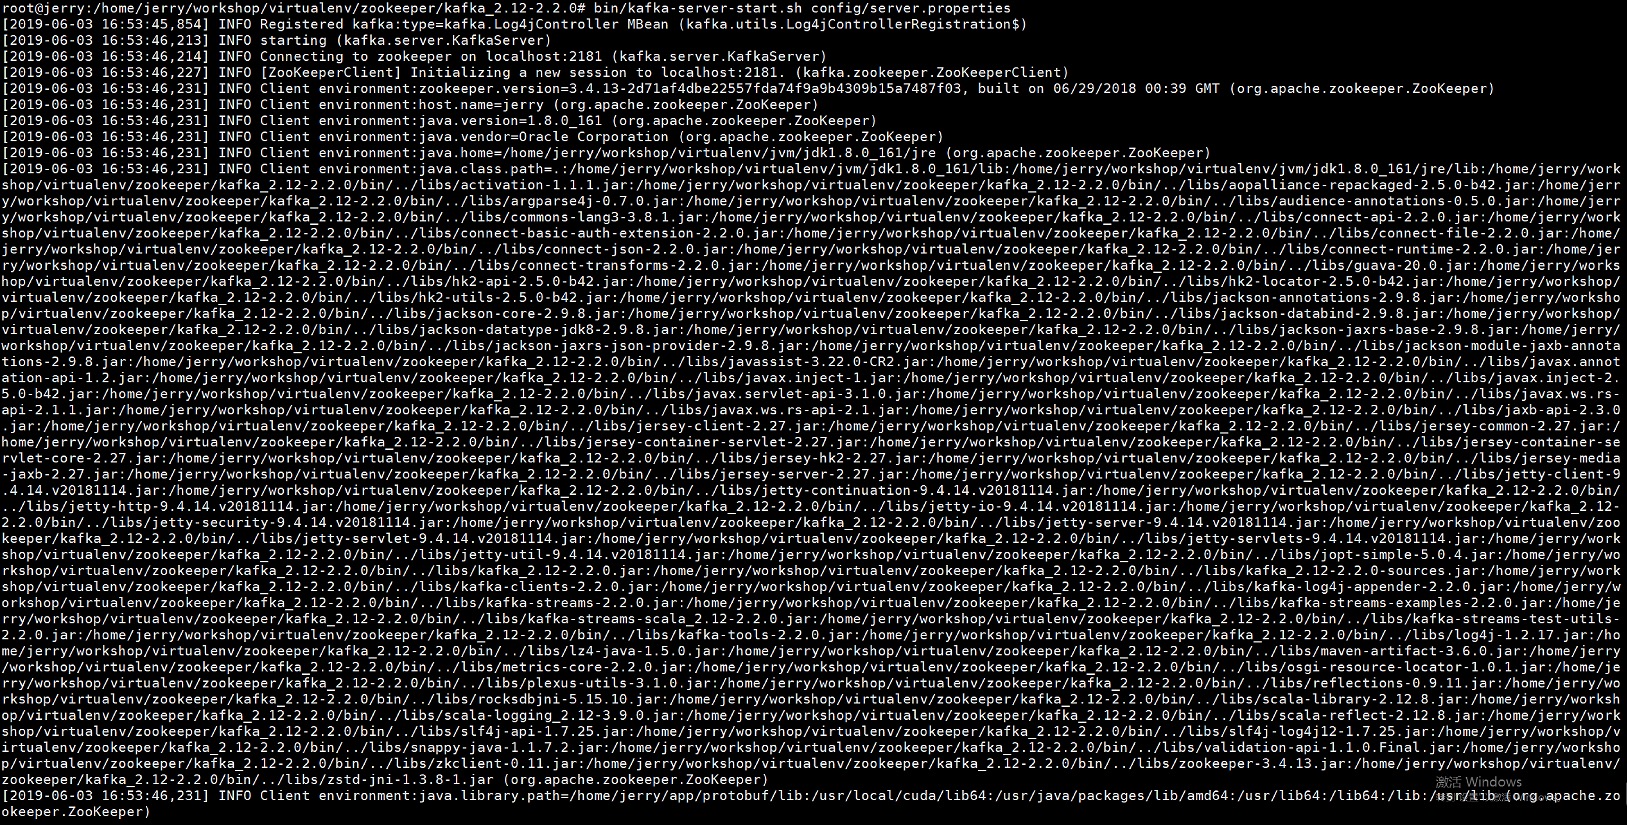 root@jerry:/home/jerry/workshop/virtualenv/zookeeper/kafka_2.12-2.2.0# bin/kafka-server-start.sh config/server.properties
[2019-06-03 16:53:45,854] INFO Registered kafka:type=kafka.Log4jController MBean (kafka.utils.Log4jControllerRegistration$)
[2019-06-03 16:53:46,213] INFO starting (kafka.server.KafkaServer)
[2019-06-03 16:53:46,214] INFO Connecting to zookeeper on localhost:2181 (kafka.server.KafkaServer)
[2019-06-03 16:53:46,227] INFO [ZooKeeperClient] Initializing a new session to localhost:2181. (kafka.zookeeper.ZooKeeperClient)
[2019-06-03 16:53:46,231] INFO Client environment:zookeeper.version=3.4.13-2d71af4dbe22557fda74f9a9b4309b15a7487f03, built on 06/29/2018 00:39 GMT (org.apache.zookeeper.ZooKeeper)
[2019-06-03 16:53:46,231] INFO Client environment:host.name=jerry (org.apache.zookeeper.ZooKeeper)
[2019-06-03 16:53:46,231] INFO Client environment:java.version=1.8.0_161 (org.apache.zookeeper.ZooKeeper)
[2019-06-03 16:53:46,231] INFO Client environment:java.vendor=Oracle Corporation (org.apache.zookeeper.ZooKeeper)
[2019-06-03 16:53:46,231] INFO Client environment:java.home=/home/jerry/workshop/virtualenv/jvm/jdk1.8.0_161/jre (org.apache.zookeeper.ZooKeeper)
[2019-06-03 16:53:46,231] INFO Client environment:java.class.path=.:/home/jerry/workshop/virtualenv/jvm/jdk1.8.0_161/lib:/home/jerry/workshop/virtualenv/jvm/jdk1.8.0_161/jre/lib:/home/jerry/work
shop/virtualenv/zookeeper/kafka_2.12-2.2.0/bin/../libs/activation-1.1.1.jar:/home/jerry/workshop/virtualenv/zookeeper/kafka_2.12-2.2.0/bin/../libs/aopalliance-repackaged-2.5.0-b42.jar:/home/jerr
y/workshop/virtualenv/zookeeper/kafka_2.12-2.2.0/bin/../libs/argparse4j-0.7.0.jar:/home/jerry/workshop/virtualenv/zookeeper/kafka_2.12-2.2.0/bin/../libs/audience-annotations-0.5.0.jar:/home/jerr
y/workshop/virtualenv/zookeeper/kafka_2.12-2.2.0/bin/../libs/commons-lang3-3.8.1.jar:/home/jerry/workshop/virtualenv/zookeeper/kafka_2.12-2.2.0/bin/../libs/connect-api-2.2.0.jar:/home/jerry/work
shop/virtualenv/zookeeper/kafka_2.12-2.2.0/bin/../libs/connect-basic-auth-extension-2.2.0.jar:/home/jerry/workshop/virtualenv/zookeeper/kafka_2.12-2.2.0/bin/../libs/connect-file-2.2.0.jar:/home/
jerry/workshop/virtualenv/zookeeper/kafka_2.12-2.2.0/bin/../libs/connect-json-2.2.0.jar:/home/jerry/workshop/virtualenv/zookeeper/kafka_2.12-2.2.0/bin/../libs/connect-runtime-2.2.0.jar:/home/jer
ry/workshop/virtualenv/zookeeper/kafka_2.12-2.2.0/bin/../libs/connect-transforms-2.2.0.jar:/home/jerry/workshop/virtualenv/zookeeper/kafka_2.12-2.2.0/bin/../libs/guava-20.0.jar:/home/jerry/works
hop/virtualenv/zookeeper/kafka_2.12-2.2.0/bin/../libs/hk2-api-2.5.0-b42.jar:/home/jerry/workshop/virtualenv/zookeeper/kafka_2.12-2.2.0/bin/../libs/hk2-locator-2.5.0-b42.jar:/home/jerry/workshop/
virtualenv/zookeeper/kafka_2.12-2.2.0/bin/../libs/hk2-utils-2.5.0-b42.jar:/home/jerry/workshop/virtualenv/zookeeper/kafka_2.12-2.2.0/bin/../libs/jackson-annotations-2.9.8.jar:/home/jerry/worksho
p/virtualenv/zookeeper/kafka_2.12-2.2.0/bin/../libs/jackson-core-2.9.8.jar:/home/jerry/workshop/virtualenv/zookeeper/kafka_2.12-2.2.0/bin/../libs/jackson-databind-2.9.8.jar:/home/jerry/workshop/
virtualenv/zookeeper/kafka_2.12-2.2.0/bin/../libs/jackson-datatype-jdk8-2.9.8.jar:/home/jerry/workshop/virtualenv/zookeeper/kafka_2.12-2.2.0/bin/../libs/jackson-jaxrs-base-2.9.8.jar:/home/jerry/
workshop/virtualenv/zookeeper/kafka_2.12-2.2.0/bin/../libs/jackson-jaxrs-json-provider-2.9.8.jar:/home/jerry/workshop/virtualenv/zookeeper/kafka_2.12-2.2.0/bin/../libs/jackson-module-jaxb-annota
tions-2.9.8.jar:/home/jerry/workshop/virtualenv/zookeeper/kafka_2.12-2.2.0/bin/../libs/javassist-3.22.0-CR2.jar:/home/jerry/workshop/virtualenv/zookeeper/kafka_2.12-2.2.0/bin/../libs/javax.annot
ation-api-1.2.jar:/home/jerry/workshop/virtualenv/zookeeper/kafka_2.12-2.2.0/bin/../libs/javax.inject-1.jar:/home/jerry/workshop/virtualenv/zookeeper/kafka_2.12-2.2.0/bin/../libs/javax.inject-2.
5.0-b42.jar:/home/jerry/workshop/virtualenv/zookeeper/kafka_2.12-2.2.0/bin/../libs/javax.servlet-api-3.1.0.jar:/home/jerry/workshop/virtualenv/zookeeper/kafka_2.12-2.2.0/bin/../libs/javax.ws.rs-
api-2.1.1.jar:/home/jerry/workshop/virtualenv/zookeeper/kafka_2.12-2.2.0/bin/../libs/javax.ws.rs-api-2.1.jar:/home/jerry/workshop/virtualenv/zookeeper/kafka_2.12-2.2.0/bin/../libs/jaxb-api-2.3.0
.jar:/home/jerry/workshop/virtualenv/zookeeper/kafka_2.12-2.2.0/bin/../libs/jersey-client-2.27.jar:/home/jerry/workshop/virtualenv/zookeeper/kafka_2.12-2.2.0/bin/../libs/jersey-common-2.27.jar:/
home/jerry/workshop/virtualenv/zookeeper/kafka_2.12-2.2.0/bin/../libs/jersey-container-servlet-2.27.jar:/home/jerry/workshop/virtualenv/zookeeper/kafka_2.12-2.2.0/bin/../libs/jersey-container-se
rvlet-core-2.27.jar:/home/jerry/workshop/virtualenv/zookeeper/kafka_2.12-2.2.0/bin/../libs/jersey-hk2-2.27.jar:/home/jerry/workshop/virtualenv/zookeeper/kafka_2.12-2.2.0/bin/../libs/jersey-media
-jaxb-2.27.jar:/home/jerry/workshop/virtualenv/zookeeper/kafka_2.12-2.2.0/bin/../libs/jersey-server-2.27.jar:/home/jerry/workshop/virtualenv/zookeeper/kafka_2.12-2.2.0/bin/../libs/jetty-client-9
.4.14.v20181114.jar:/home/jerry/workshop/virtualenv/zookeeper/kafka_2.12-2.2.0/bin/../libs/jetty-continuation-9.4.14.v20181114.jar:/home/jerry/workshop/virtualenv/zookeeper/kafka_2.12-2.2.0/bin/
../libs/jetty-http-9.4.14.v20181114.jar:/home/jerry/workshop/virtualenv/zookeeper/kafka_2.12-2.2.0/bin/../libs/jetty-io-9.4.14.v20181114.jar:/home/jerry/workshop/virtualenv/zookeeper/kafka_2.12-
2.2.0/bin/../libs/jetty-security-9.4.14.v20181114.jar:/home/jerry/workshop/virtualenv/zookeeper/kafka_2.12-2.2.0/bin/../libs/jetty-server-9.4.14.v20181114.jar:/home/jerry/workshop/virtualenv/zoo
keeper/kafka_2.12-2.2.0/bin/../libs/jetty-servlet-9.4.14.v20181114.jar:/home/jerry/workshop/virtualenv/zookeeper/kafka_2.12-2.2.0/bin/../libs/jetty-servlets-9.4.14.v20181114.jar:/home/jerry/work
shop/virtualenv/zookeeper/kafka_2.12-2.2.0/bin/../libs/jetty-util-9.4.14.v20181114.jar:/home/jerry/workshop/virtualenv/zookeeper/kafka_2.12-2.2.0/bin/../libs/jopt-simple-5.0.4.jar:/home/jerry/wo
rkshop/virtualenv/zookeeper/kafka_2.12-2.2.0/bin/../libs/kafka_2.12-2.2.0.jar:/home/jerry/workshop/virtualenv/zookeeper/kafka_2.12-2.2.0/bin/../libs/kafka_2.12-2.2.0-sources.jar:/home/jerry/work
shop/virtualenv/zookeeper/kafka_2.12-2.2.0/bin/../libs/kafka-clients-2.2.0.jar:/home/jerry/workshop/virtualenv/zookeeper/kafka_2.12-2.2.0/bin/../libs/kafka-log4j-appender-2.2.0.jar:/home/jerry/w
orkshop/virtualenv/zookeeper/kafka_2.12-2.2.0/bin/../libs/kafka-streams-2.2.0.jar:/home/jerry/workshop/virtualenv/zookeeper/kafka_2.12-2.2.0/bin/../libs/kafka-streams-examples-2.2.0.jar:/home/je
rry/workshop/virtualenv/zookeeper/kafka_2.12-2.2.0/bin/../libs/kafka-streams-scala_2.12-2.2.0.jar:/home/jerry/workshop/virtualenv/zookeeper/kafka_2.12-2.2.0/bin/../libs/kafka-streams-test-utils-
2.2.0.jar:/home/jerry/workshop/virtualenv/zookeeper/kafka_2.12-2.2.0/bin/../libs/kafka-tools-2.2.0.jar:/home/jerry/workshop/virtualenv/zookeeper/kafka_2.12-2.2.0/bin/../libs/log4j-1.2.17.jar:/ho
me/jerry/workshop/virtualenv/zookeeper/kafka_2.12-2.2.0/bin/../libs/lz4-java-1.5.0.jar:/home/jerry/workshop/virtualenv/zookeeper/kafka_2.12-2.2.0/bin/../libs/maven-artifact-3.6.0.jar:/home/jerry
/workshop/virtualenv/zookeeper/kafka_2.12-2.2.0/bin/../libs/metrics-core-2.2.0.jar:/home/jerry/workshop/virtualenv/zookeeper/kafka_2.12-2.2.0/bin/../libs/osgi-resource-locator-1.0.1.jar:/home/je
rry/workshop/virtualenv/zookeeper/kafka_2.12-2.2.0/bin/../libs/plexus-utils-3.1.0.jar:/home/jerry/workshop/virtualenv/zookeeper/kafka_2.12-2.2.0/bin/../libs/reflections-0.9.11.jar:/home/jerry/wo
rkshop/virtualenv/zookeeper/kafka_2.12-2.2.0/bin/../libs/rocksdbjni-5.15.10.jar:/home/jerry/workshop/virtualenv/zookeeper/kafka_2.12-2.2.0/bin/../libs/scala-library-2.12.8.jar:/home/jerry/worksh
op/virtualenv/zookeeper/kafka_2.12-2.2.0/bin/../libs/scala-logging_2.12-3.9.0.jar:/home/jerry/workshop/virtualenv/zookeeper/kafka_2.12-2.2.0/bin/../libs/scala-reflect-2.12.8.jar:/home/jerry/work
shop/virtualenv/zookeeper/kafka_2.12-2.2.0/bin/../libs/slf4j-api-1.7.25.jar:/home/jerry/workshop/virtualenv/zookeeper/kafka_2.12-2.2.0/bin/../libs/slf4j-log4j12-1.7.25.jar:/home/jerry/workshop/v
irtualenv/zookeeper/kafka_2.12-2.2.0/bin/../libs/snappy-java-1.1.7.2.jar:/home/jerry/workshop/virtualenv/zookeeper/kafka_2.12-2.2.0/bin/../libs/validation-api-1.1.0.Final.jar:/home/jerry/worksho
p/virtualenv/zookeeper/kafka_2.12-2.2.0/bin/../libs/zkclient-0.11.jar:/home/jerry/workshop/virtualenv/zookeeper/kafka_2.12-2.2.0/bin/../libs/zookeeper-3.4.13.jar:/home/jerry/workshop/virtualenv/
zookeeper/kafka_2.12-2.2.0/bin/../libs/zstd-jni-1.3.8-1.jar (org.apache.zookeeper.ZooKeeper)
激活 Windows
[2019-06-03 16:53:46,231] INFO Client environment:java.library.path=/home/jerry/app/protobuf/lib:/usr/local/cuda/lib64:/usr/java/packages/lib/amd64:/usr/lib64:/lib64:/lib:/usr/lib (org.apache.zo
okeeper.ZooKeeper)